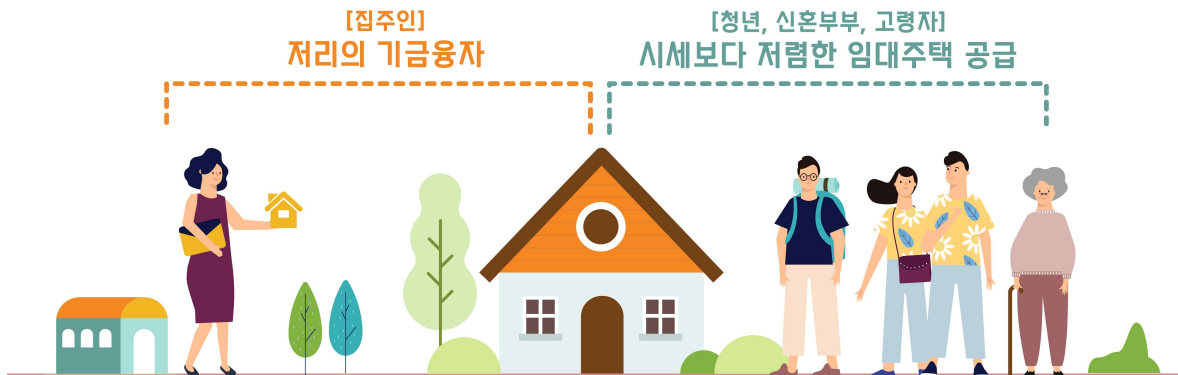 [집주인]
저리의 기금융자
[청년, 신혼부부, 고령자]
시세보다 저렴한 임대주택 공급